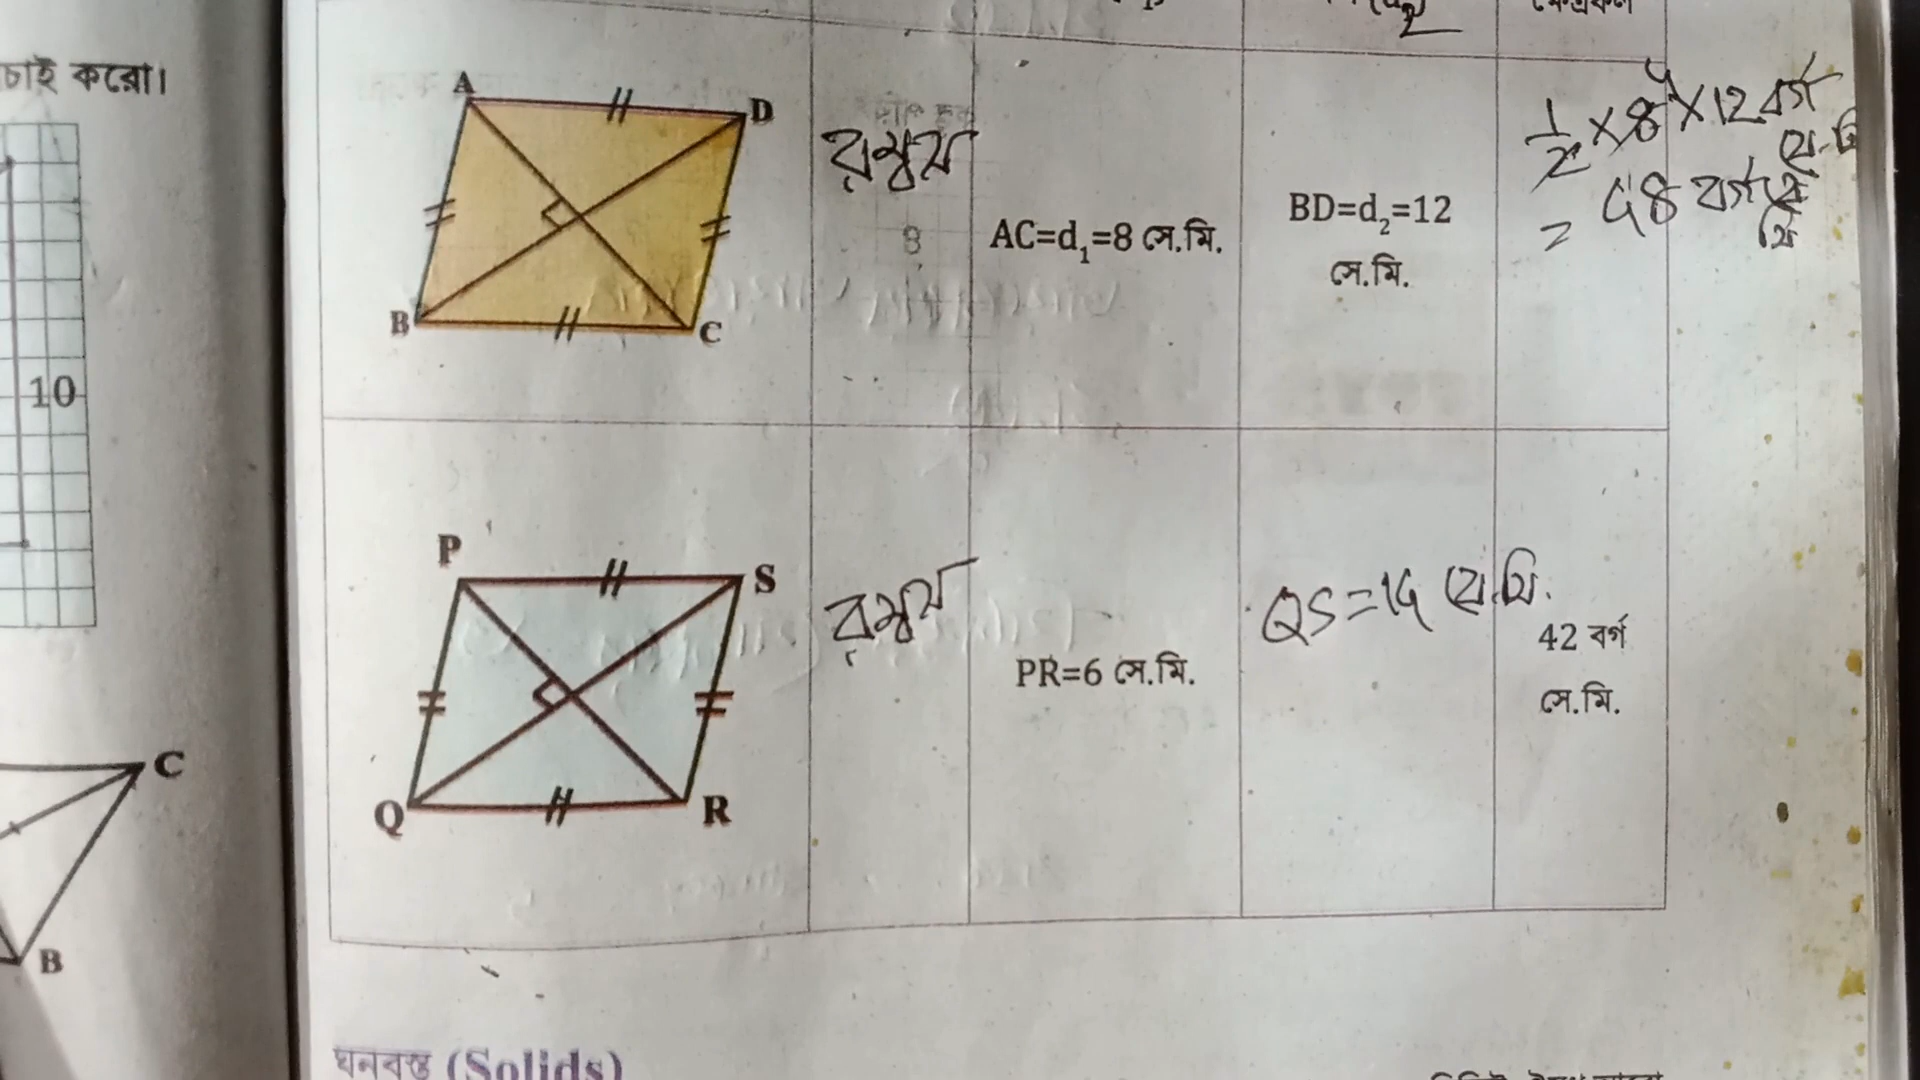 চাই করো।
10
C
B
A
D
B
C
রম্বস
AC=d₁=8 সে.মি.
BD=d₂=12
সে.মি.
1/2 × 8 × 12 বর্গ
সে.মি
= 48 বর্গ সে
মি
P
S
Q
R
রম্বস
PR=6 সে.মি.
QS=14 সে.মি.
42 বর্গ
সে.মি.
ঘনবস্তু (Solids)